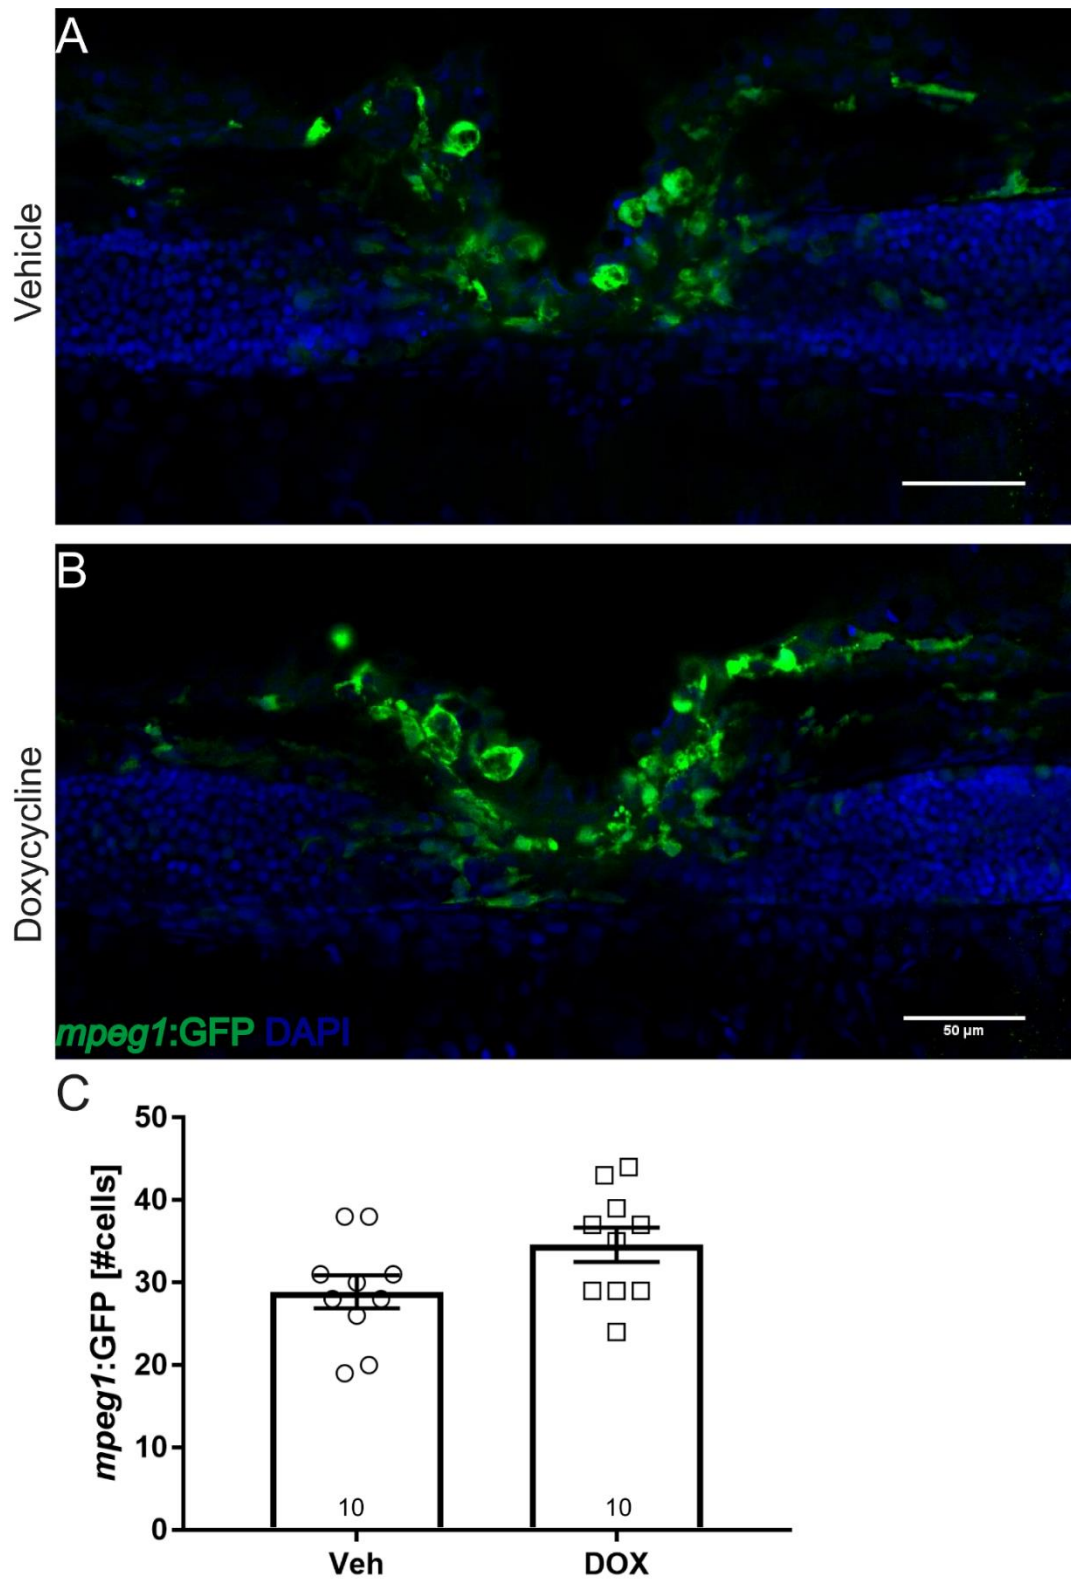 A
Vehicle
B
Doxycycline
mpeg1:GFP DAPI
50 µm
C
mpeg1:GFP [#cells]
50
40
30
20
10
0
10
10
Veh
DOX